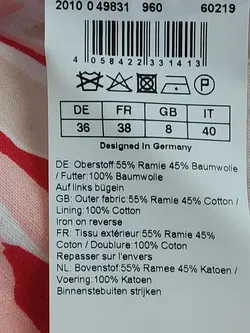 2010 0 49831 960 60219
4 058422 331413
P
DE FR GB IT
36 38 8 40
Designed in Germany
DE: Oberstoff:55% Ramie 45% Baumwolle
/ Futter:100% Baumwolle
Auf links bügeln
GB: Outer fabric:55% Ramie 45% Cotton /
Lining:100% Cotton
Iron on reverse
FR: Tissu extérieur:55% Ramie 45%
Coton / Doublure:100% Coton
Repasser sur l'envers
NL: Bovenstof:55% Ramee 45% Katoen /
Voering:100% Katoen
Binnenstebuiten strijken